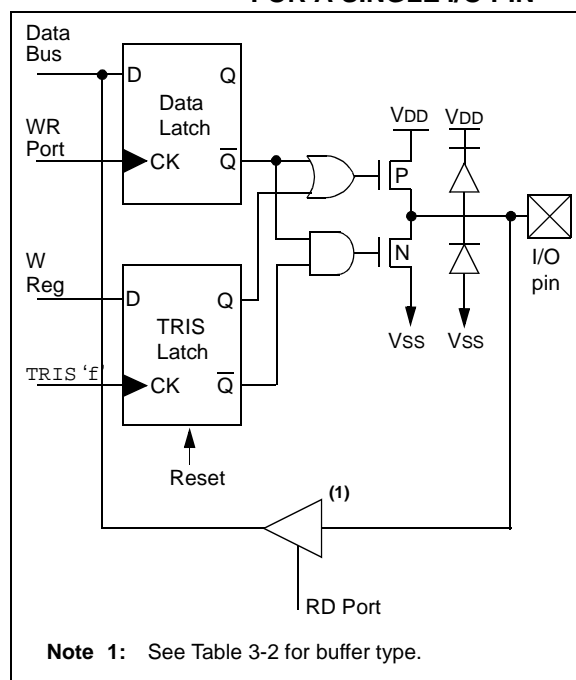 FOR A SINGLE I/O PIN
Data
Bus
D
Q
Data
Latch
WR
Port
CK
Q
VDD
VDD
P
N
I/O
pin
W
Reg
D
Q
TRIS
Latch
TRIS 'f'
CK
Q
VSS
VSS
Reset
(1)
RD Port
Note 1: See Table 3-2 for buffer type.